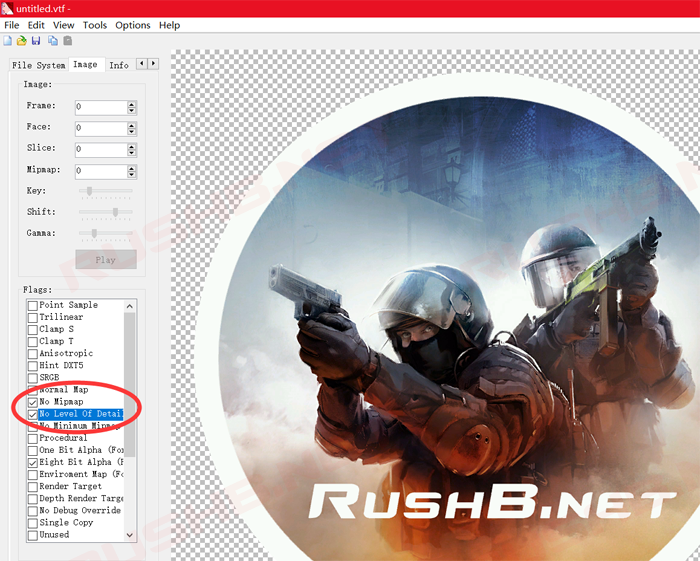 untitled.vtf -
File Edit View Tools Options Help
File System Image Info
Image:
Frame: 0
Face: 0
Slice: 0
Mipmap: 0
Key:
Shift:
Gamma:
Play
Flags:
Point Sample
Trilinear
Clamp S
Clamp T
Anisotropic
Hint DXT5
SRGB
Normal Map
No Mipmap
No Level Of Detai
No Minimum Mipm
Procedural
One Bit Alpha (Fo
Eight Bit Alpha (
Enviroment Map (F
Render Target
Depth Render Targe
No Debug Override
Single Copy
Unused
RUSHB.NET